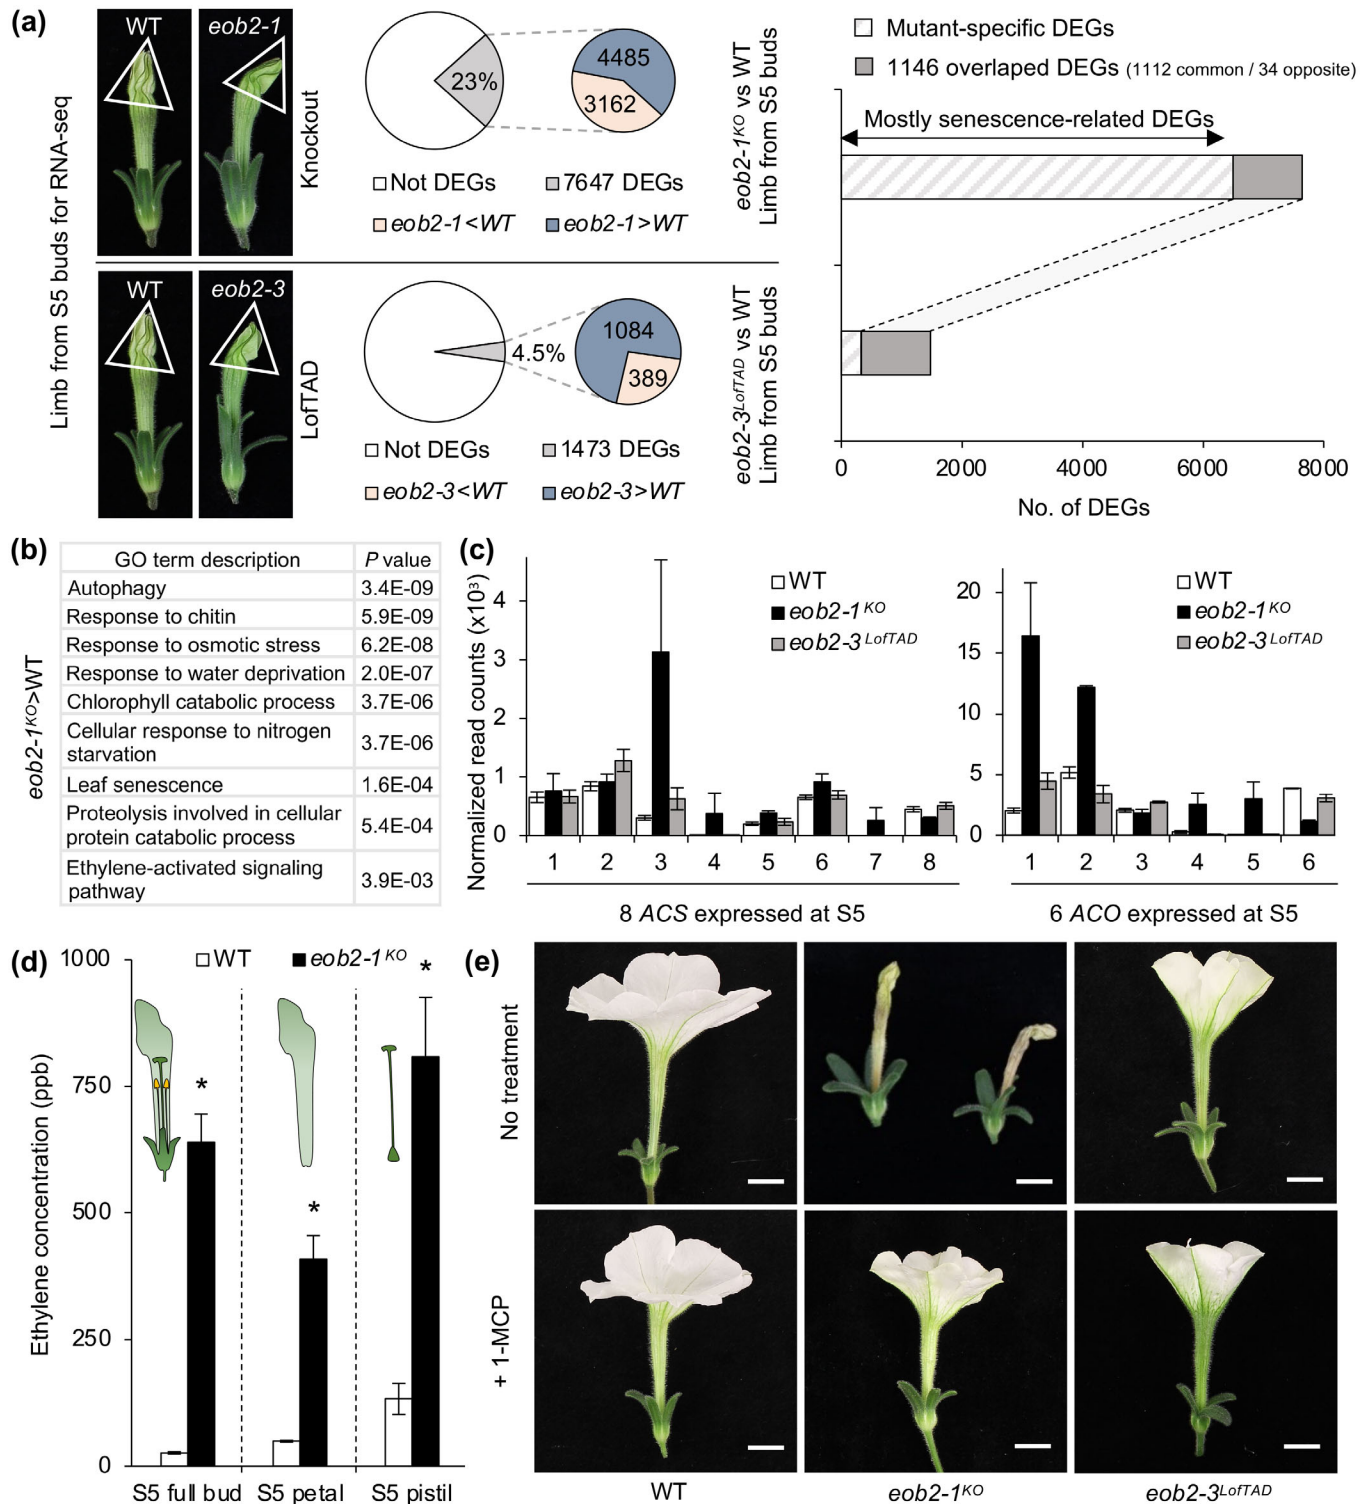 (a)
WT
eob2-1
Knockout
Limb from S5 buds for RNA-seq
WT
eob2-3
LofTAD
23%
4485
3162
Not DEGs
7647 DEGs
eob2-1<WT
eob2-1>WT
4.5%
1084
389
Not DEGs
1473 DEGs
eob2-3<WT
eob2-3>WT
Mutant-specific DEGs
1146 overlaped DEGs (1112 common / 34 opposite)
Mostly senescence-related DEGs
eob2-1KO vs WT
Limb from S5 buds
eob2-3LofTAD vs WT
Limb from S5 buds
0 2000 4000 6000 8000
No. of DEGs
(b)
eob2-1KO>WT
GO term description P value
Autophagy 3.4E-09
Response to chitin 5.9E-09
Response to osmotic stress 6.2E-08
Response to water deprivation 2.0E-07
Chlorophyll catabolic process 3.7E-06
Cellular response to nitrogen
starvation 3.7E-06
Leaf senescence 1.6E-04
Proteolysis involved in cellular
protein catabolic process 5.4E-04
Ethylene-activated signaling
pathway 3.9E-03
(c)
Normalized read counts (x10³)
4
3
2
1
0
WT
eob2-1KO
eob2-3LofTAD
1 2 3 4 5 6 7 8
8 ACS expressed at S5
20
15
10
5
0
WT
eob2-1KO
eob2-3LofTAD
1 2 3 4 5 6
6 ACO expressed at S5
(d)
Ethylene concentration (ppb)
1000
750
500
250
0
WT
eob2-1KO
*
*
*
S5 full bud S5 petal S5 pistil
(e)
No treatment
+ 1-MCP
WT
eob2-1KO
eob2-3LofTAD